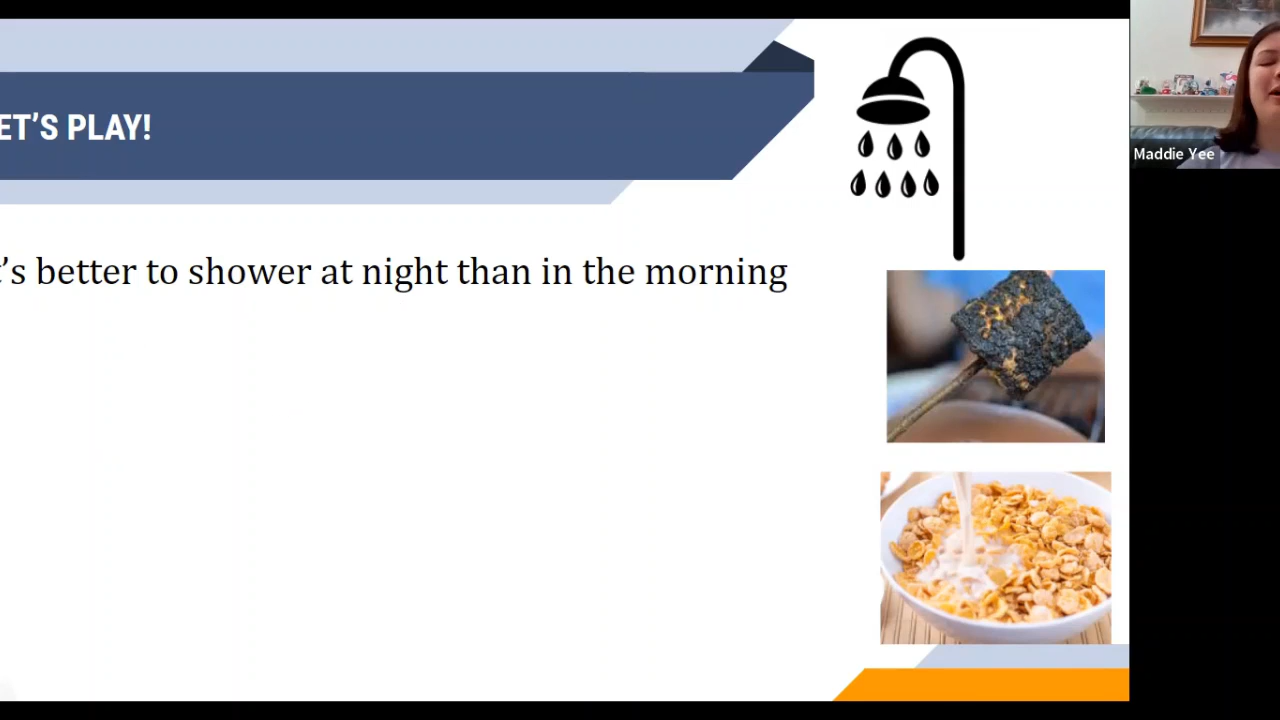 ET'S PLAY!
t's better to shower at night than in the morning
Maddie Yee